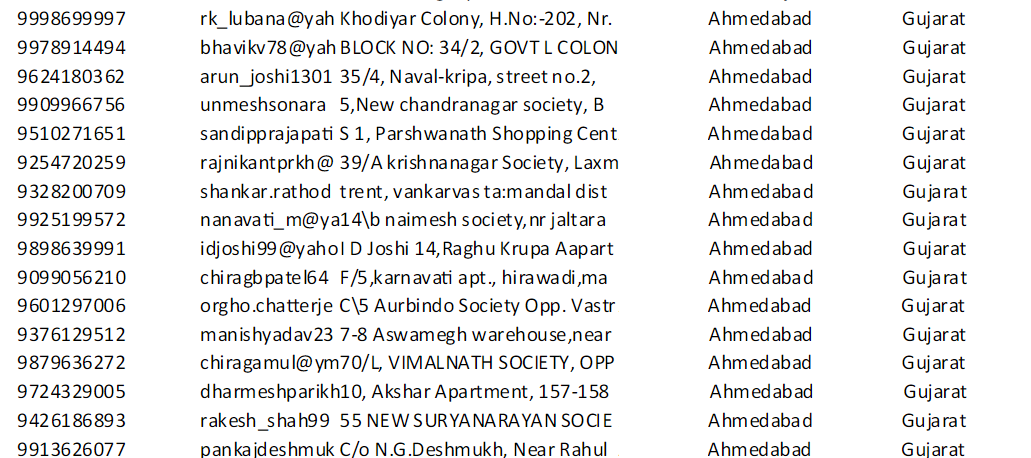 9998699997 rk_lubana@yah Khodiyar Colony, H.No:-202, Nr. Ahmedabad Gujarat
9978914494 bhavikv78@yah BLOCK NO: 34/2, GOVT L COLON Ahmedabad Gujarat
9624180362 arun_joshi1301 35/4, Naval-kripa, street no.2, Ahmedabad Gujarat
9909966756 unmeshsonara 5,New chandranagar society, B Ahmedabad Gujarat
9510271651 sandipprajapati S 1, Parshwanath Shopping Cent Ahmedabad Gujarat
9254720259 rajnikantprkh@ 39/A krishnanagar Society, Laxm Ahmedabad Gujarat
9328200709 shankar.rathod trent, vankarvas ta:mandal dist Ahmedabad Gujarat
9925199572 nanavati_m@ya 14\b naimesh society,nr jaltara Ahmedabad Gujarat
9898639991 idjoshi99@yaho I D Joshi 14,Raghu Krupa Aapart Ahmedabad Gujarat
9099056210 chiragbpatel64 F/5,karnavati apt., hirawadi,ma Ahmedabad Gujarat
9601297006 orgho.chatterje C\5 Aurbindo Society Opp. Vastr Ahmedabad Gujarat
9376129512 manishyadav23 7-8 Aswamegh warehouse,near Ahmedabad Gujarat
9879636272 chiragamul@ym 70/L, VIMALNATH SOCIETY, OPP Ahmedabad Gujarat
9724329005 dharmeshparikh 10, Akshar Apartment, 157-158 Ahmedabad Gujarat
9426186893 rakesh_shah99 55 NEW SURYANARAYAN SOCIE Ahmedabad Gujarat
9913626077 pankajdeshmuk C/o N.G.Deshmukh, Near Rahul Ahmedabad Gujarat